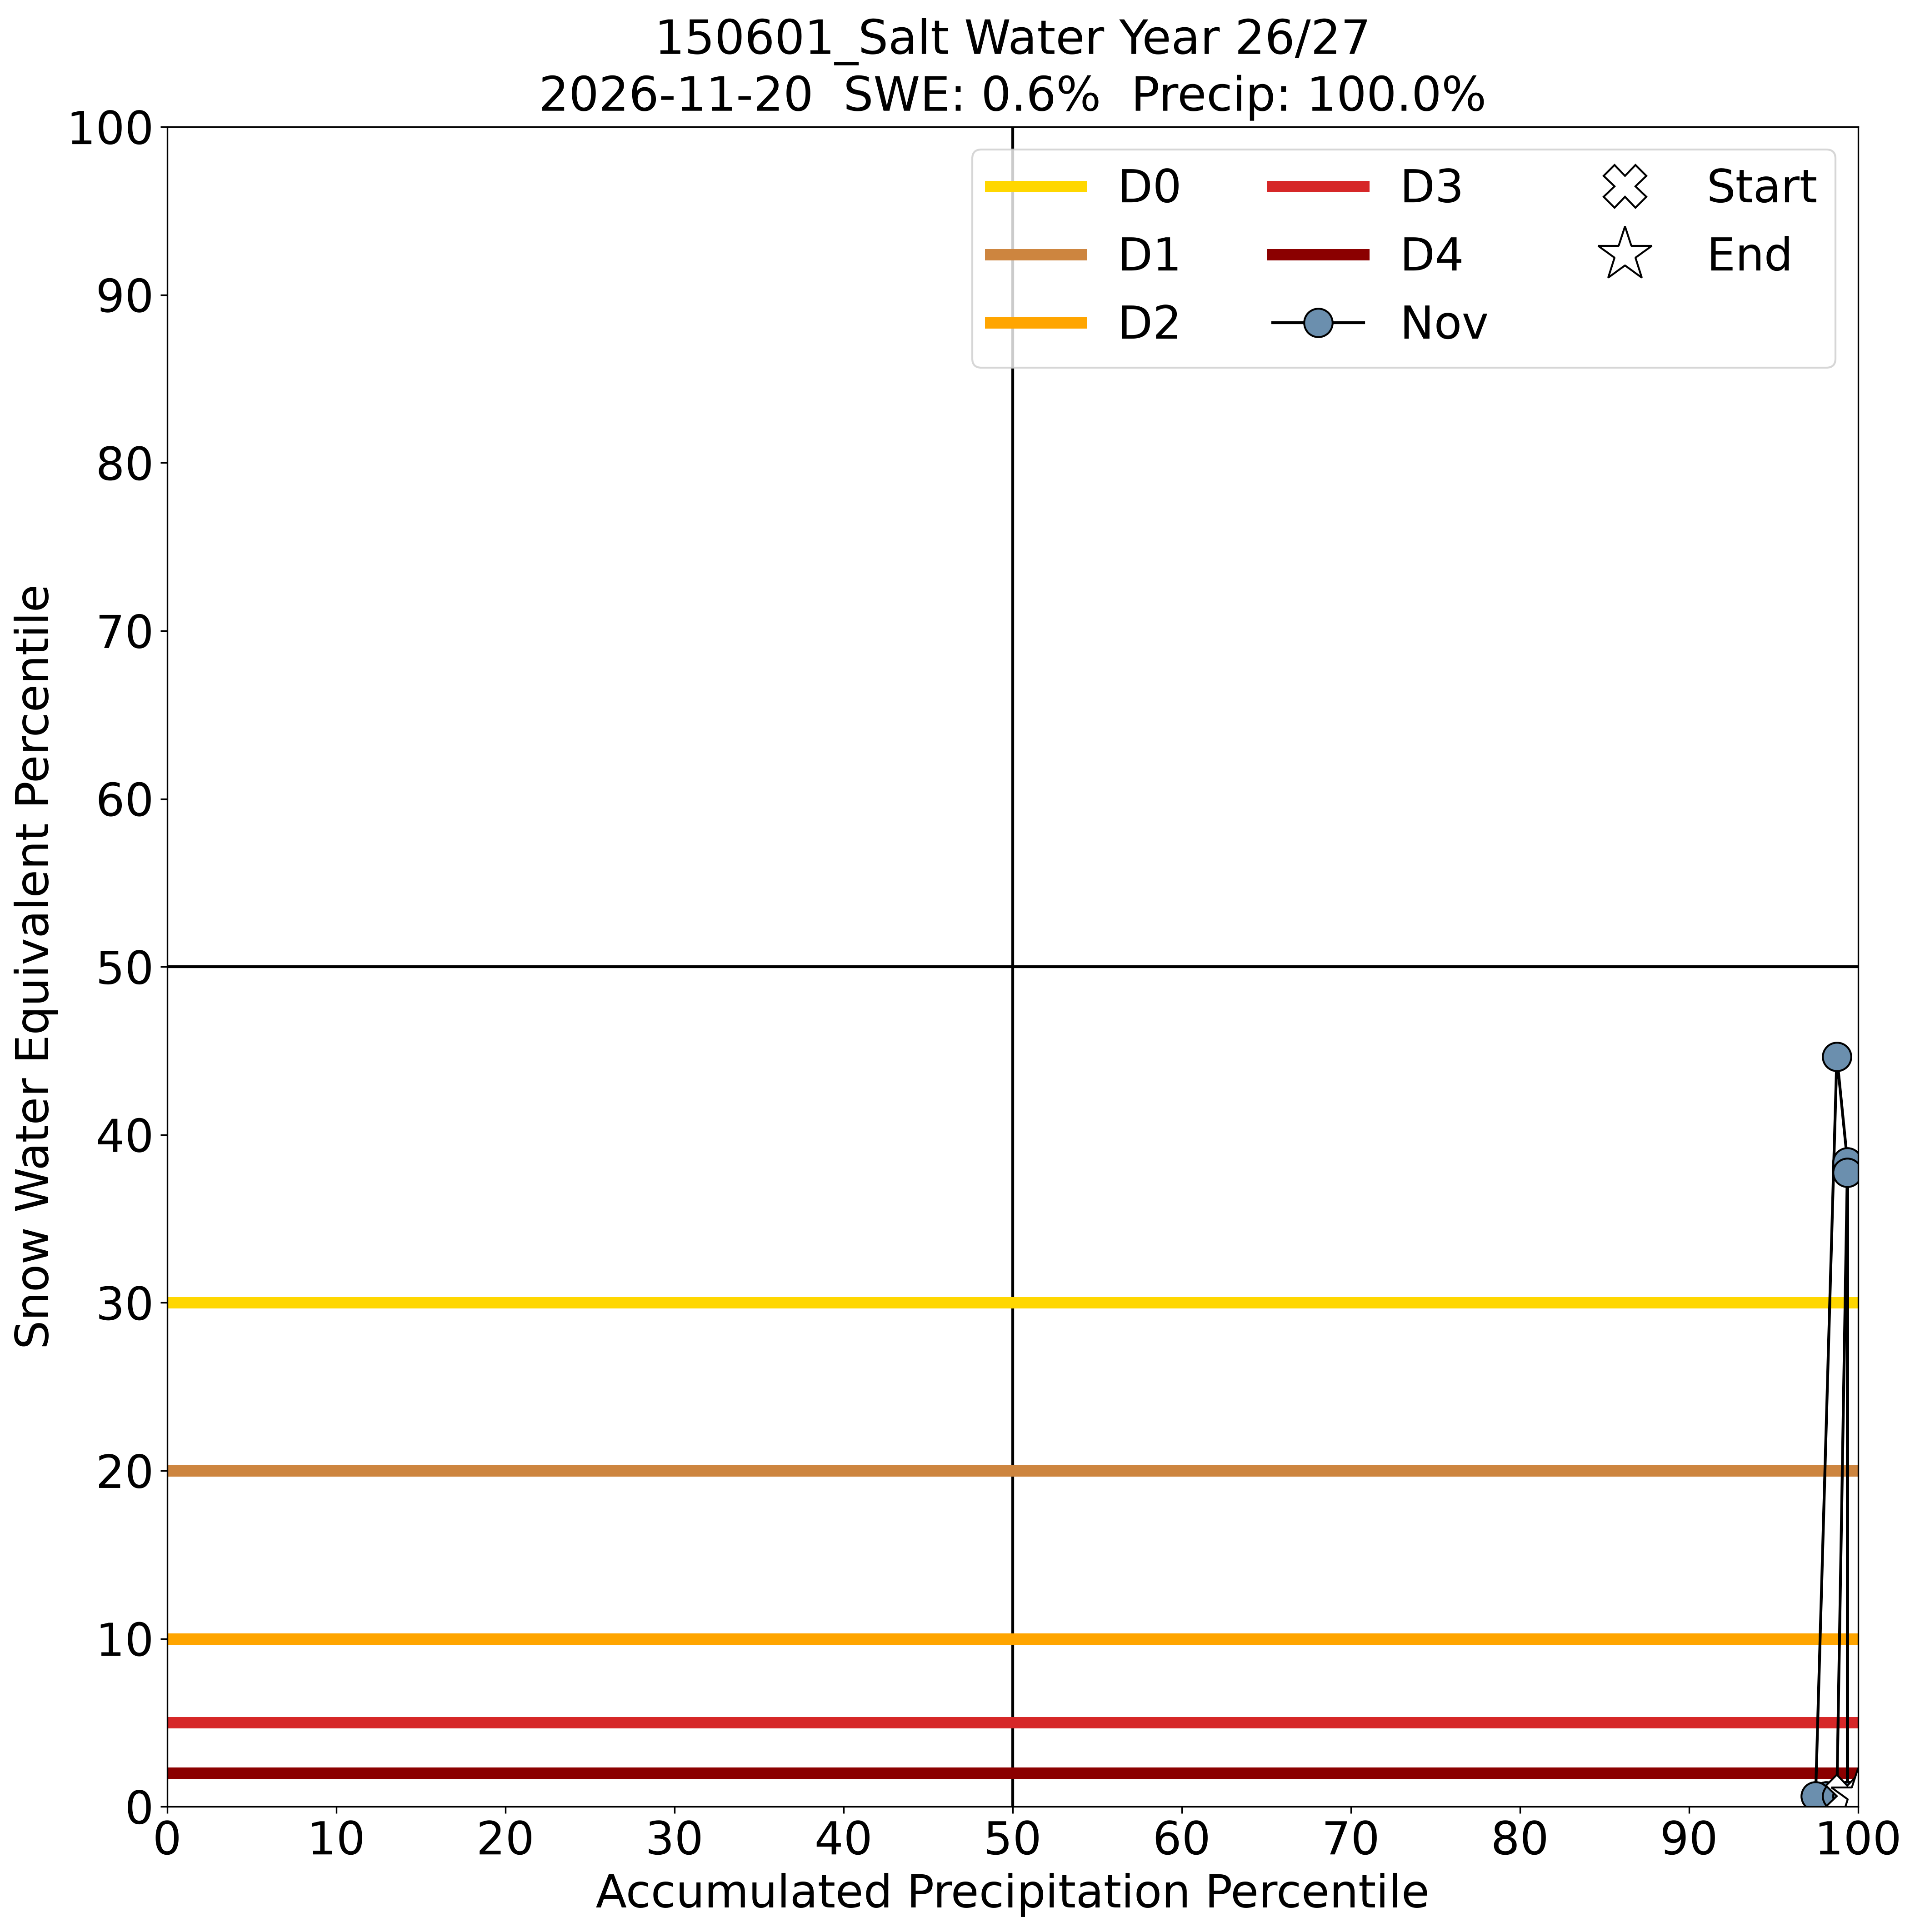 150601_Salt Water Year 26/27
2026-11-20  SWE: 0.6%  Precip: 100.0%
D0
D1
D2
D3
D4
Nov
Start
End
Snow Water Equivalent Percentile
100
90
80
70
60
50
40
30
20
10
0
0 10 20 30 40 50 60 70 80 90 100
Accumulated Precipitation Percentile